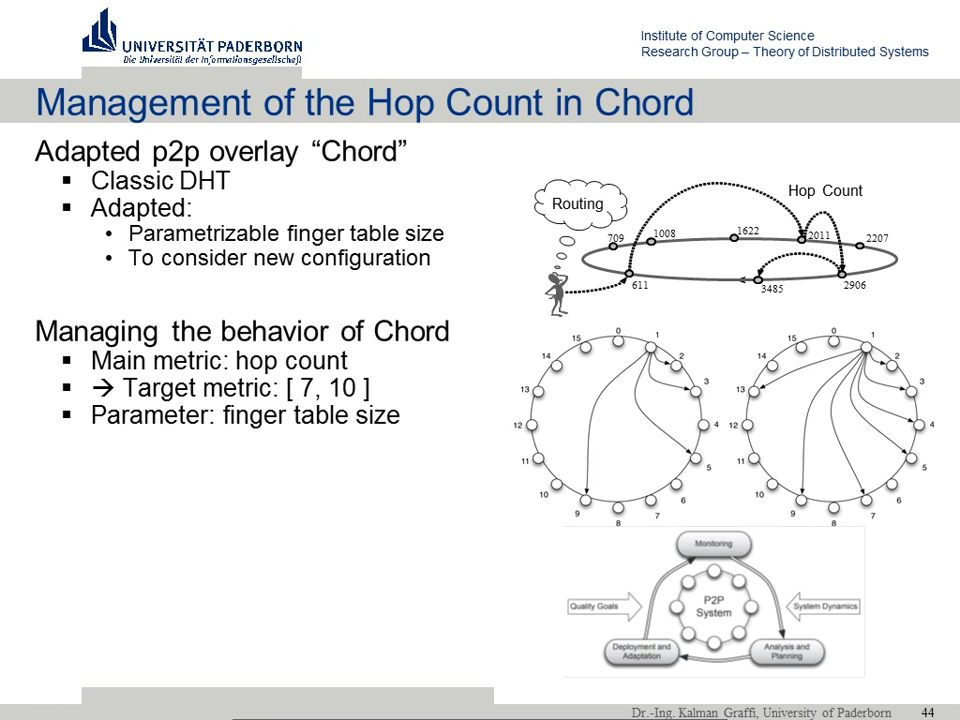 UNIVERSITÄT PADERBORN
Die Universität der Informationsgesellschaft
Institute of Computer Science
Research Group – Theory of Distributed Systems
Management of the Hop Count in Chord
Adapted p2p overlay “Chord”
▪ Classic DHT
▪ Adapted:
• Parametrizable finger table size
• To consider new configuration
Managing the behavior of Chord
▪ Main metric: hop count
▪ → Target metric: [ 7, 10 ]
▪ Parameter: finger table size
Routing
Hop Count
709
1008
1622
2011
2207
611
3485
2906
0
1
2
3
4
5
6
7
8
9
10
11
12
13
14
15
0
1
2
3
4
5
6
7
8
9
10
11
12
13
14
15
Monitoring
Quality Goals
P2P
System
System Dynamics
Deployment and
Adaptation
Analysis and
Planning
Dr.-Ing. Kalman Graffi, University of Paderborn
44